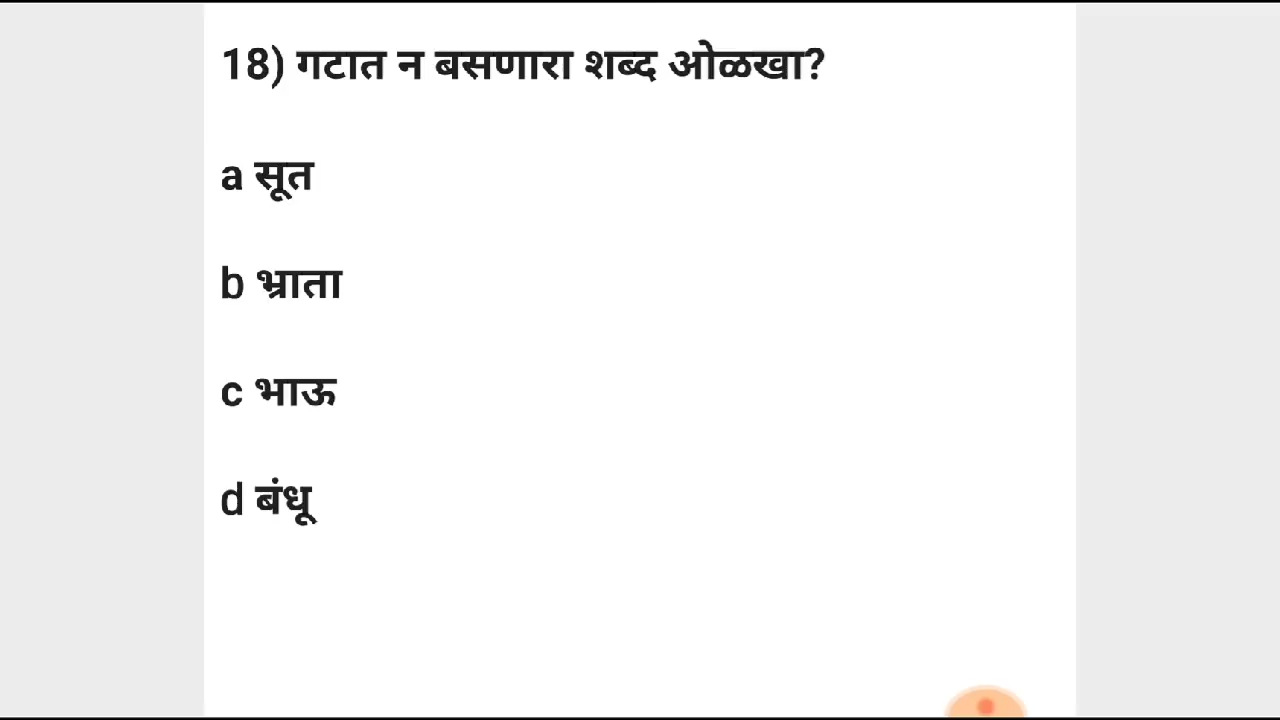 18) गटात न बसणारा शब्द ओळखा?
a सूत
b भ्राता
c भाऊ
d बंधू